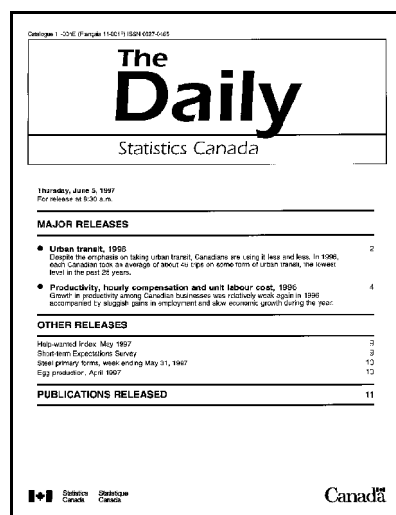 Catalogue 11-001E (Français 11-001F) ISSN 0827-0465
The
Daily
Statistics Canada
Thursday, June 5, 1997
For release at 8:30 a.m.
MAJOR RELEASES
● Urban transit, 1996 2
Despite the emphasis on taking urban transit, Canadians are using it less and less. In 1996,
each Canadian took an average of about 48 trips on some form of urban transit, the lowest
level in the past 25 years.
● Productivity, hourly compensation and unit labour cost, 1996 4
Growth in productivity among Canadian businesses was relatively weak again in 1996
accompanied by sluggish gains in employment and slow economic growth during the year.
OTHER RELEASES
Help-wanted Index, May 1997 9
Short-term Expectations Survey 9
Steel primary forms, week ending May 31, 1997 10
Egg production, April 1997 10
PUBLICATIONS RELEASED 11
Statistics Statistique
Canada Canada
Canada